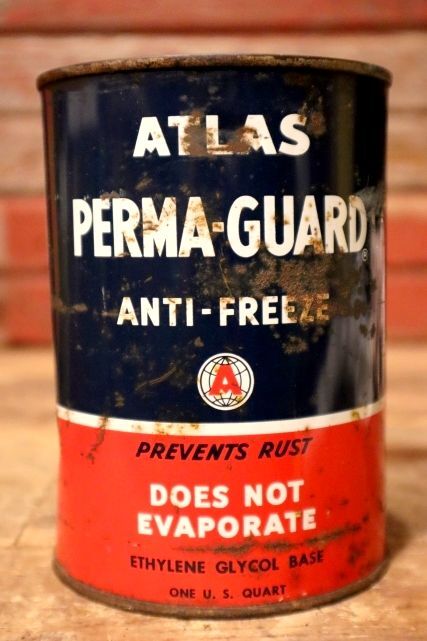 ATLAS
PERMA-GUARD®
ANTI-FREEZE
A
PREVENTS RUST
DOES NOT
EVAPORATE
ETHYLENE GLYCOL BASE
ONE U. S. QUART